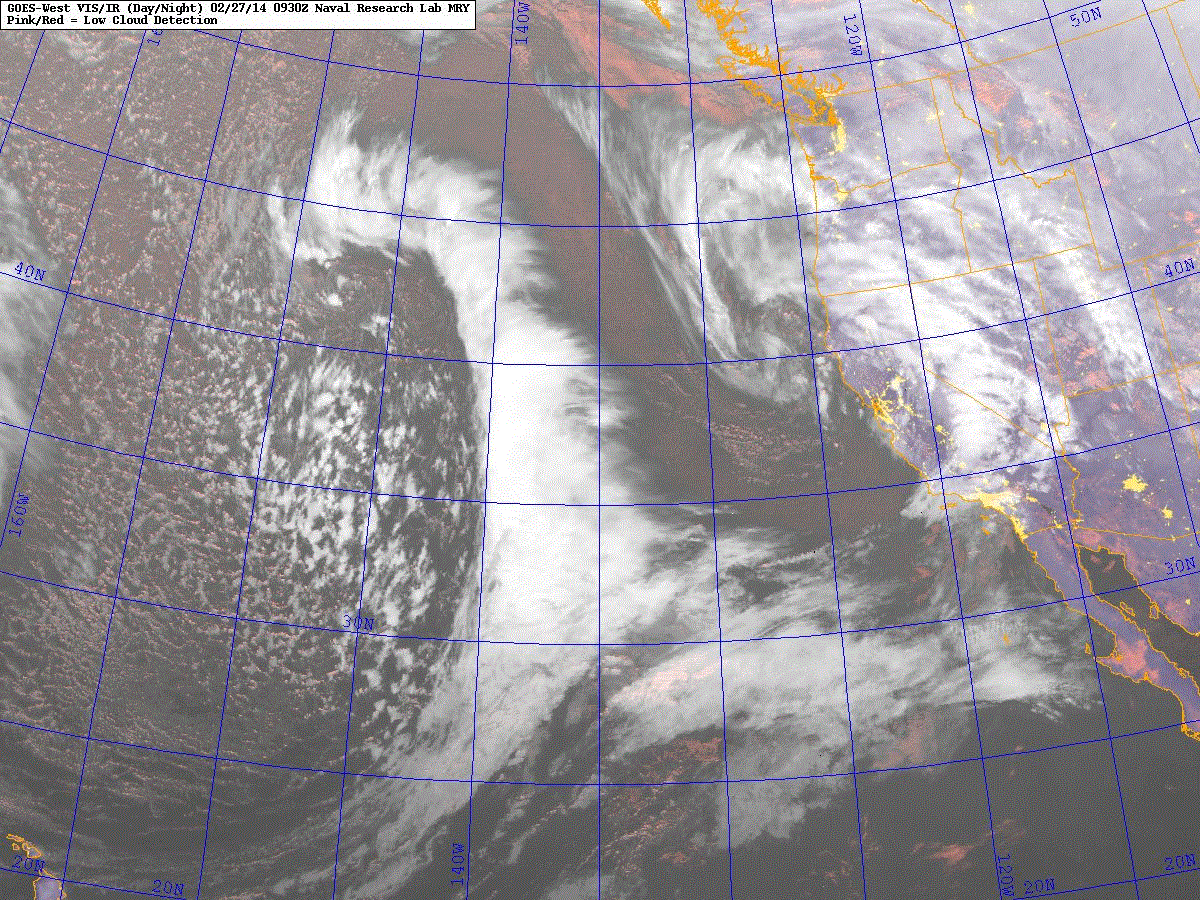 GOES-West VIS/IR (Day/Night) 02/27/14 0930Z Naval Research Lab MRY
Pink/Red = Low Cloud Detection
140W
120W
50N
40N
40N
160W
30N
30N
140W
120W
20N
20N
20N
20N